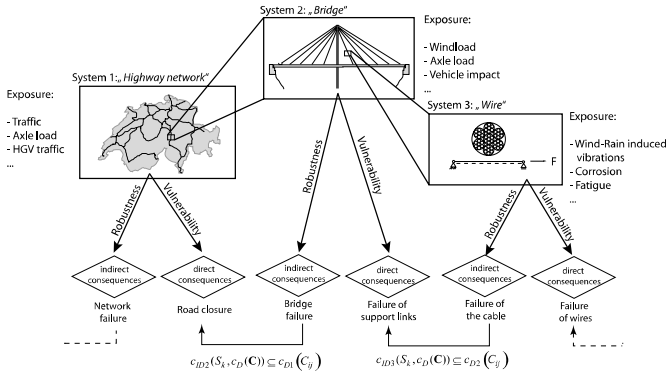 System 2: „Bridge"
Exposure:
- Windload
- Axle load
- Vehicle impact
...
System 1: „Highway network"
Exposure:
- Traffic
- Axle load
- HGV traffic
...
System 3: „Wire"
F
Exposure:
- Wind-Rain induced
vibrations
- Corrosion
- Fatigue
...
Robustness
Vulnerability
Robustness
Vulnerability
Robustness
Vulnerability
indirect
consequences
direct
consequences
indirect
consequences
direct
consequences
indirect
consequences
direct
consequences
Network
failure
Road closure
Bridge
failure
Failure of
support links
Failure of
the cable
Failure
of wires
c_{ID2}(S_k, c_D(C)) ⊆ c_{D1}(C_{ij})
c_{ID3}(S_k, c_D(C)) ⊆ c_{D2}(C_{ij})